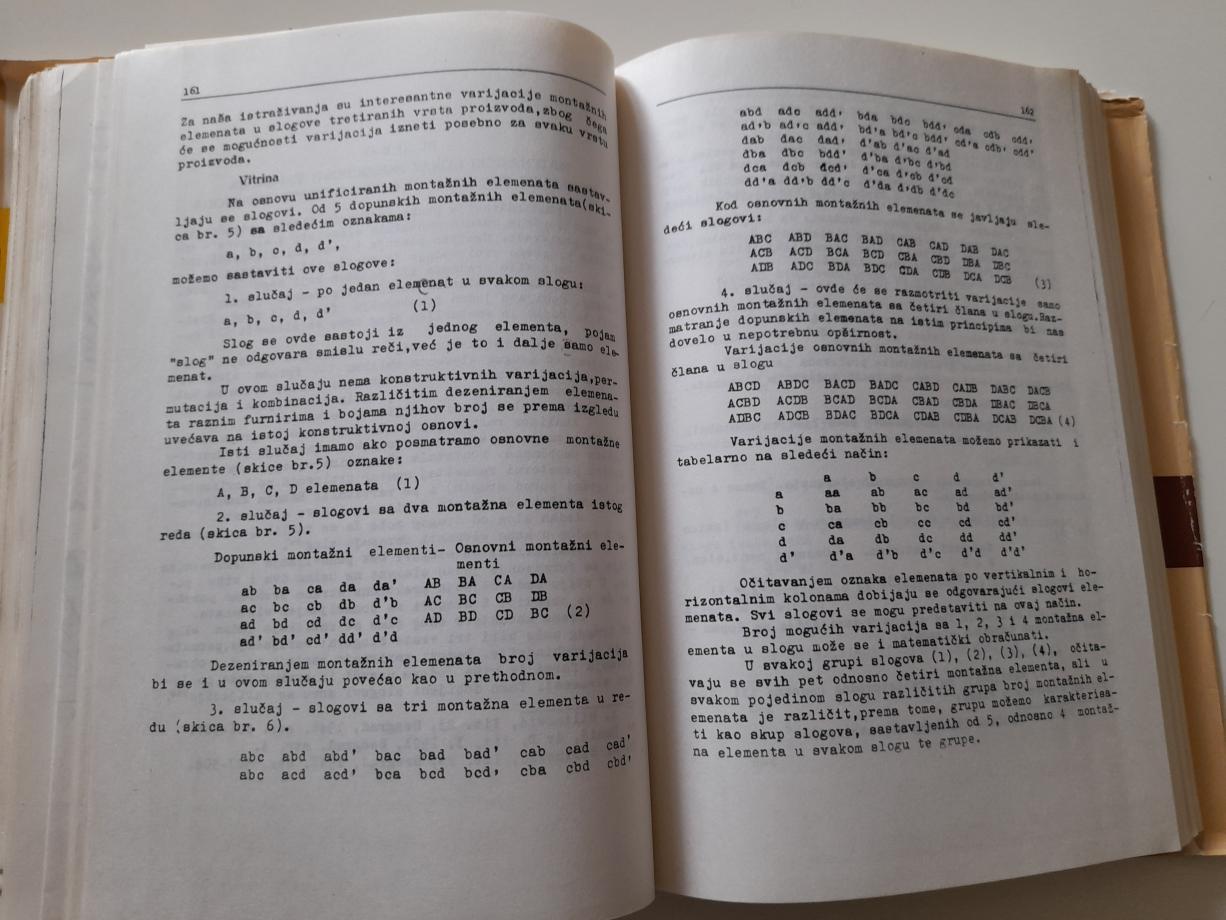 161
Za naša istraživanja su interesantne varijacije montažnih
elemenata u slogove tretiranih vrsta proizvoda,zbog čega
će se mogućnosti varijacija izneti posebno za svaku vrstu
proizvoda.
Vitrina
Na osnovu unificiranih montažnih elemenata sastav-
ljaju se slogovi. Od 5 dopunskih montažnih elemenata(ski-
ca br. 5) sa sledećim oznakama:
a, b, c, d, d',
možemo sastaviti ove slogove:
1. slučaj - po jedan elemenat u svakom slogu:
a, b, c, d, d' (1)
Slog se ovde sastoji iz jednog elementa, pojam
"slog" ne odgovara smislu reči,već je to i dalje samo ele-
menat.
U ovom slučaju nema konstruktivnih varijacija,per-
mutacija i kombinacija. Različitim dezeniranjem elemena-
ta raznim furnirima i bojama njihov broj se prema izgledu
uvećava na istoj konstruktivnoj osnovi.
Isti slučaj imamo ako posmatramo osnovne montažne
elemente (skice br.5) oznake:
A, B, C, D elemenata (1)
2. slučaj - slogovi sa dva montažna elementa istog
reda (skica br. 5).
Dopunski montažni elementi- Osnovni montažni ele-
menti
ab ba ca da da' AB BA CA DA
ac bc cb db d'b AC BC CB DB
ad bd cd dc d'c AD BD CD BC (2)
ad' bd' cd' dd' d'd
Dezeniranjem montažnih elemenata broj varijacija
bi se i u ovom slučaju povećao kao u prethodnom.
3. slučaj - slogovi sa tri montažna elementa u re-
du (skica br. 6).
abc abd abd' bac bad bad' cab cad cad'
abc acd acd' bca bcd bcd, cba cbd cbd'
162
abd adc add, bda bdc bdd, cda cdb cdd,
ad,b ad,c add, bd'a bd'c bdd, cd'a cdb, cdd'
dab dac dad, d'ab d'ac d'ad
dba dbc bdd' d'ba d,bc d,bd
dca dcb dcd' d'ca d,cb d'cd
dd'a dd,b dd'c d'da d,db d'dc
Kod osnovnih montažnih elemenata se javljaju sle-
deći slogovi:
ABC ABD BAC BAD CAB CAD DAB DAC
ACB ACD BCA BCD CBA CBD DBA DBC
ADB ADC BDA BDC CDA CDB DCA DCB (3)
4. slučaj - ovde će se razmotriti varijacije samo
osnovnih montažnih elemenata sa četiri člana u slogu.Raz-
matranje dopunskih elemenata na istim principima bi nas
dovelo u nepotrebnu opširnost.
Varijacije osnovnih montažnih elemenata sa četiri
člana u slogu
ABCD ABDC BACD BADC CABD CADB DABC DACB
ACBD ACDB BCAD BCDA CBAD CBDA DBAC DBCA
ADBC ADCB BDAC BDCA CDAB CDBA DCAB DCBA (4)
Varijacije montažnih elemenata možemo prikazati i
tabelarno na sledeći način:
a b c d d'
a aa ab ac ad ad'
b ba bb bc bd bd'
c ca cb cc cd cd'
d da db dc dd dd'
d' d'a d'b d'c d'd d'd'
Očitavanjem oznaka elemenata po vertikalnim i ho-
rizontalnim kolonama dobijaju se odgovarajući slogovi ele-
menata. Svi slogovi se mogu predstaviti na ovaj način.
Broj mogućih varijacija sa 1, 2, 3 i 4 montažna el-
ementa u slogu može se i matematički obračunati.
U svakoj grupi slogova (1), (2), (3), (4), očita-
vaju se svih pet odnosno četiri montažna elementa, ali u
svakom pojedinom slogu različitih grupa broj montažnih el-
emenata je različit,prema tome, grupu možemo karakterisa-
ti kao skup slogova, sastavljenih od 5, odnosno 4 montaž-
na elementa u svakom slogu te grupe.